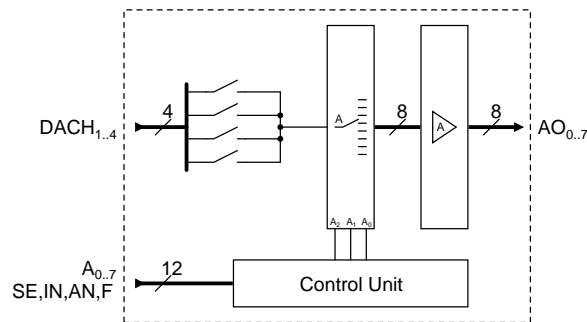 DACH1..4
4
A
8
A
8
AO0..7
A2 A1 A0
A0..7
SE,IN,AN,F
12
Control Unit